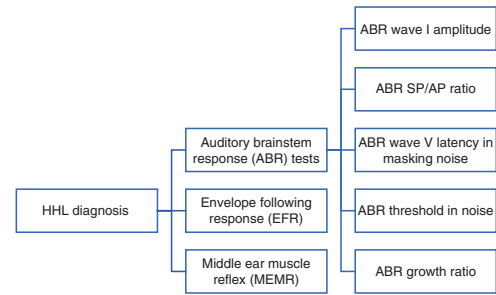 HHL diagnosis
Auditory brainstem
response (ABR) tests
Envelope following
response (EFR)
Middle ear muscle
reflex (MEMR)
ABR wave I amplitude
ABR SP/AP ratio
ABR wave V latency in
masking noise
ABR threshold in noise
ABR growth ratio